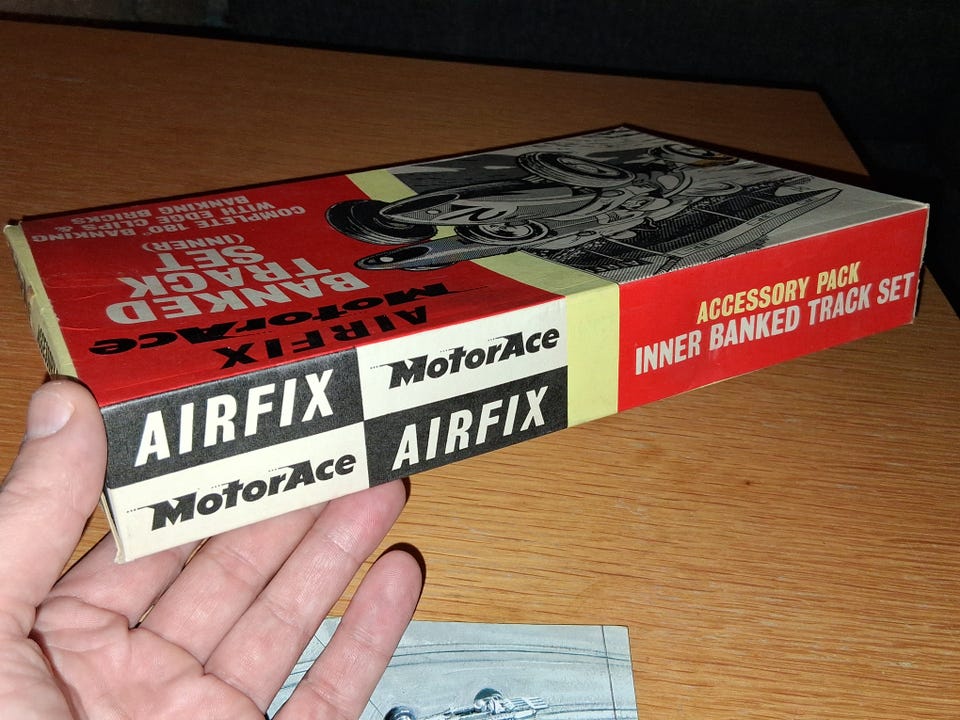 AIRFIX
MotorAce
BANKED
TRACK
SET
(INNER)
COMPLETE 180° BANKING
WITH EDGE CLIPS &
BANKING BRICKS
AIRFIX MotorAce
MotorAce AIRFIX
ACCESSORY PACK
INNER BANKED TRACK SET